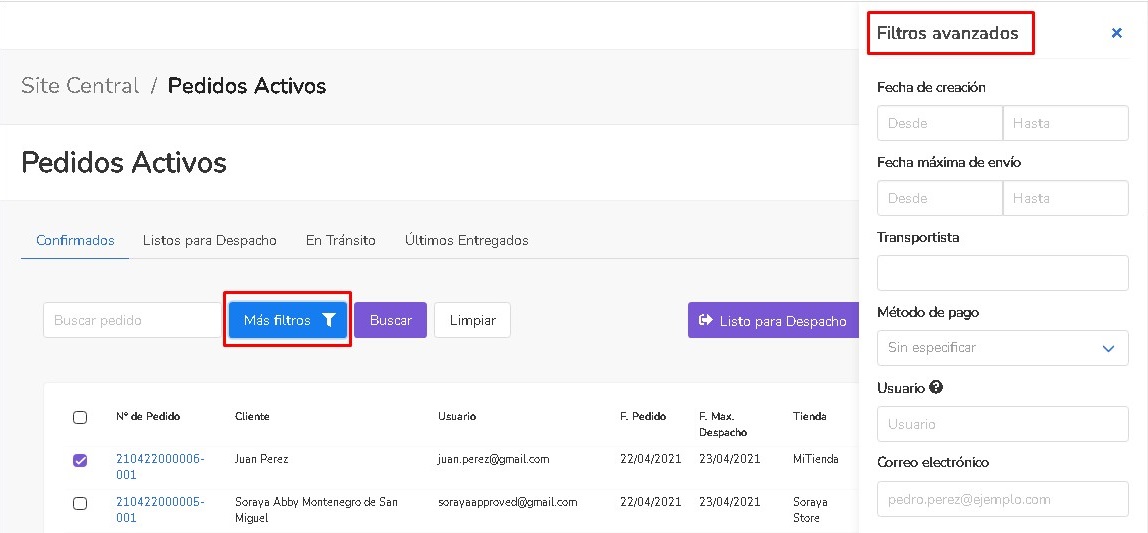 Site Central / Pedidos Activos
Pedidos Activos
Confirmados Listos para Despacho En Tránsito Últimos Entregados
Buscar pedido Más filtros Buscar Limpiar Listo para Despacho
N° de Pedido Cliente Usuario F. Pedido F. Max. Tienda
Despacho
210422000006- Juan Perez juan.perez@gmail.com 22/04/2021 23/04/2021 MiTienda
001
210422000005- Soraya Abby Montenegro de San sorayaapproved@gmail.com 22/04/2021 23/04/2021 Soraya
001 Miguel Store
Filtros avanzados ×
Fecha de creación
Desde Hasta
Fecha máxima de envío
Desde Hasta
Transportista
Método de pago
Sin especificar
Usuario ?
Usuario
Correo electrónico
pedro.perez@ejemplo.com